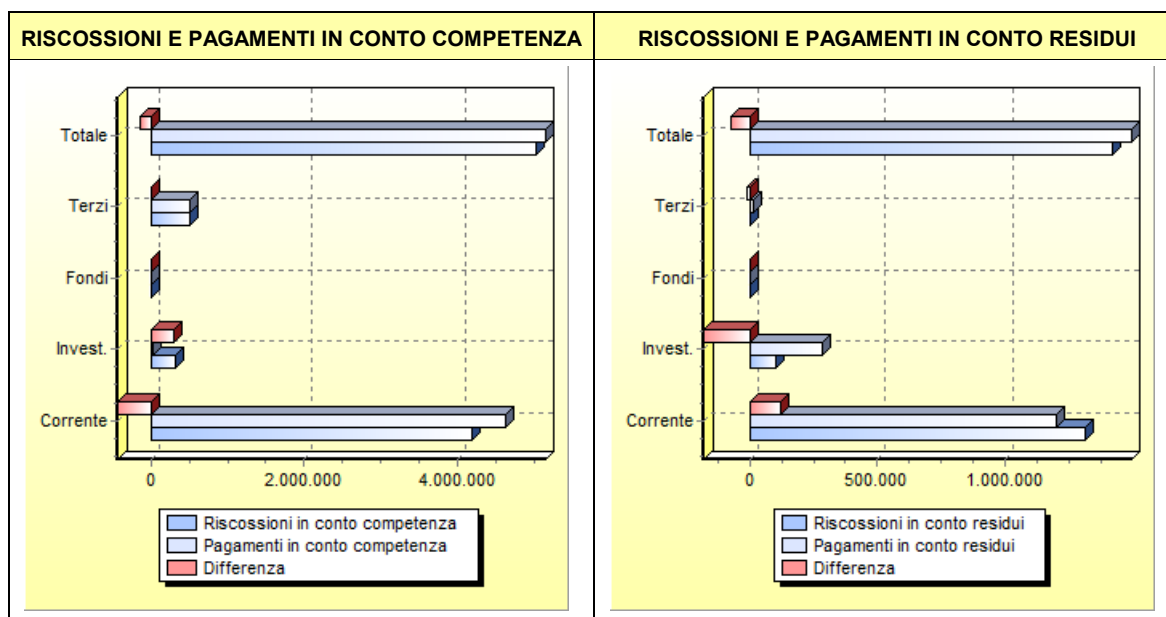 RISCOSSIONI E PAGAMENTI IN CONTO COMPETENZA
Totale
Terzi
Fondi
Invest.
Corrente
0 2.000.000 4.000.000
Riscossioni in conto competenza
Pagamenti in conto competenza
Differenza
RISCOSSIONI E PAGAMENTI IN CONTO RESIDUI
Totale
Terzi
Fondi
Invest.
Corrente
0 500.000 1.000.000
Riscossioni in conto residui
Pagamenti in conto residui
Differenza